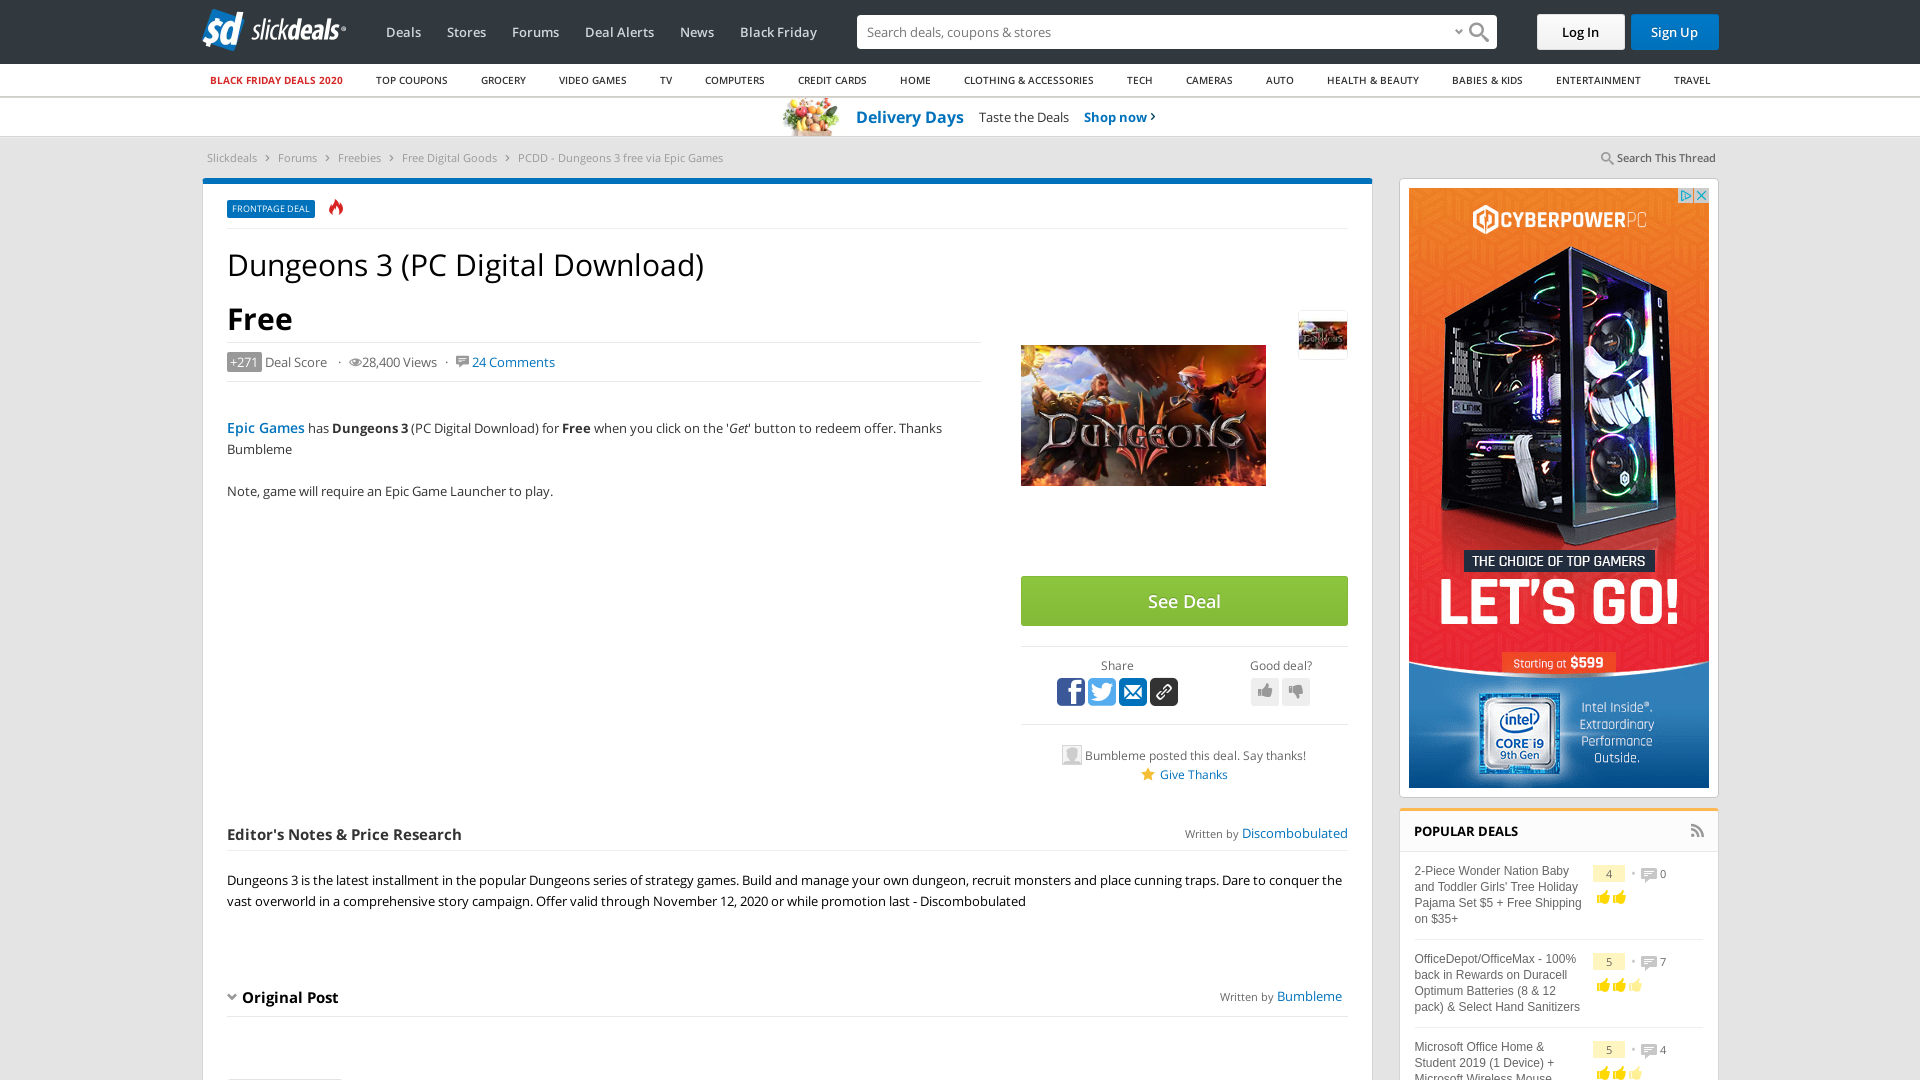 slickdeals
Deals
Stores
Forums
Deal Alerts
News
Black Friday
Search deals, coupons & stores
Log In
Sign Up
BLACK FRIDAY DEALS 2020
TOP COUPONS
GROCERY
VIDEO GAMES
TV
COMPUTERS
CREDIT CARDS
HOME
CLOTHING & ACCESSORIES
TECH
CAMERAS
AUTO
HEALTH & BEAUTY
BABIES & KIDS
ENTERTAINMENT
TRAVEL
Delivery Days Taste the Deals Shop now
Slickdeals › Forums › Freebies › Free Digital Goods › PCDD - Dungeons 3 free via Epic Games
Search This Thread
FRONTPAGE DEAL
Dungeons 3 (PC Digital Download)
Free
+271 Deal Score · 28,400 Views · 24 Comments
Epic Games has Dungeons 3 (PC Digital Download) for Free when you click on the 'Get' button to redeem offer. Thanks
Bumbleme
Note, game will require an Epic Game Launcher to play.
DUNGEONS
See Deal
Share
Good deal?
Bumbleme posted this deal. Say thanks!
Give Thanks
Editor's Notes & Price Research
Written by Discombobulated
Dungeons 3 is the latest installment in the popular Dungeons series of strategy games. Build and manage your own dungeon, recruit monsters and place cunning traps. Dare to conquer the
vast overworld in a comprehensive story campaign. Offer valid through November 12, 2020 or while promotion last - Discombobulated
Original Post
Written by Bumbleme
CYBERPOWERPC
THE CHOICE OF TOP GAMERS
LET'S GO!
Starting at $599
intel
CORE i9
9th Gen
Intel Inside®.
Extraordinary
Performance
Outside.
POPULAR DEALS
2-Piece Wonder Nation Baby
and Toddler Girls' Tree Holiday
Pajama Set $5 + Free Shipping
on $35+
4 • 0
OfficeDepot/OfficeMax - 100%
back in Rewards on Duracell
Optimum Batteries (8 & 12
pack) & Select Hand Sanitizers
5 • 7
Microsoft Office Home &
Student 2019 (1 Device) +
Microsoft Wireless Mouse
5 • 4